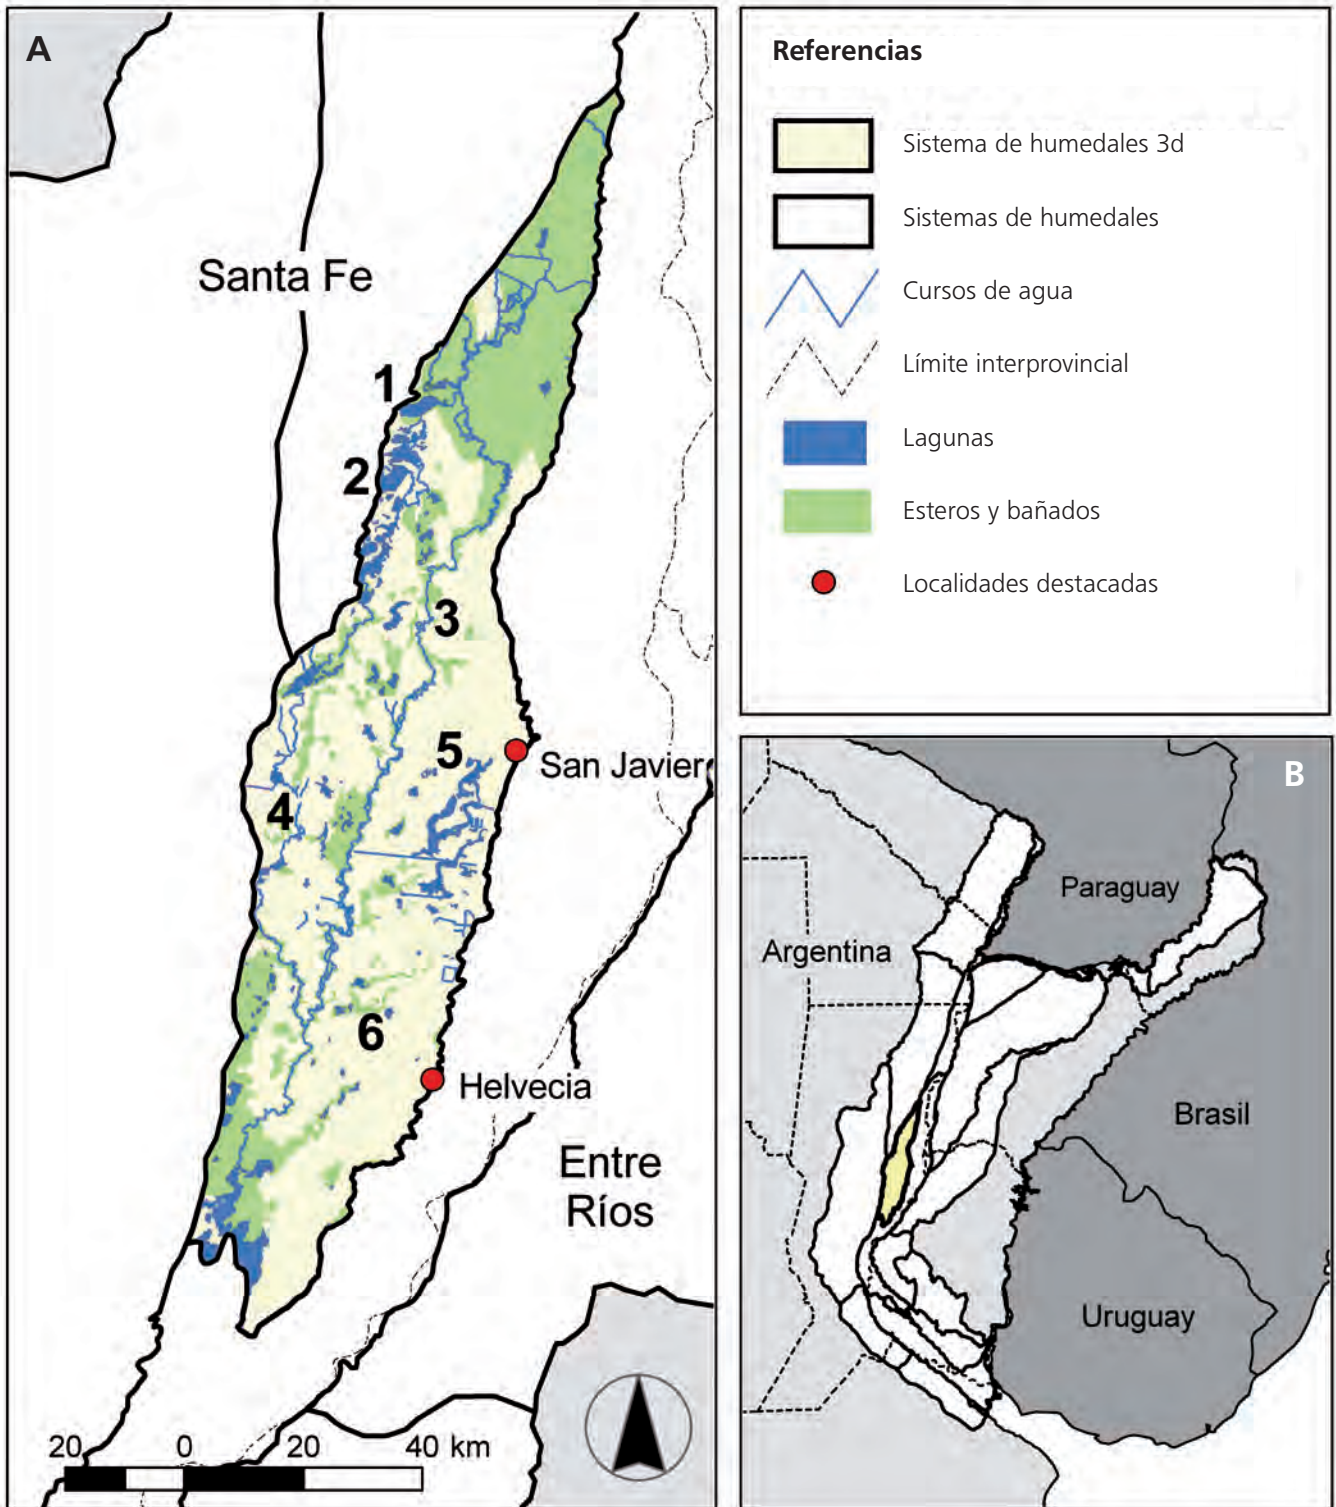 A
Santa Fe
1
2
3
4
5
6
San Javier
Helvecia
Entre
Ríos
20 0 20 40 km
Referencias
Sistema de humedales 3d
Sistemas de humedales
Cursos de agua
Límite interprovincial
Lagunas
Esteros y bañados
Localidades destacadas
B
Paraguay
Argentina
Brasil
Uruguay